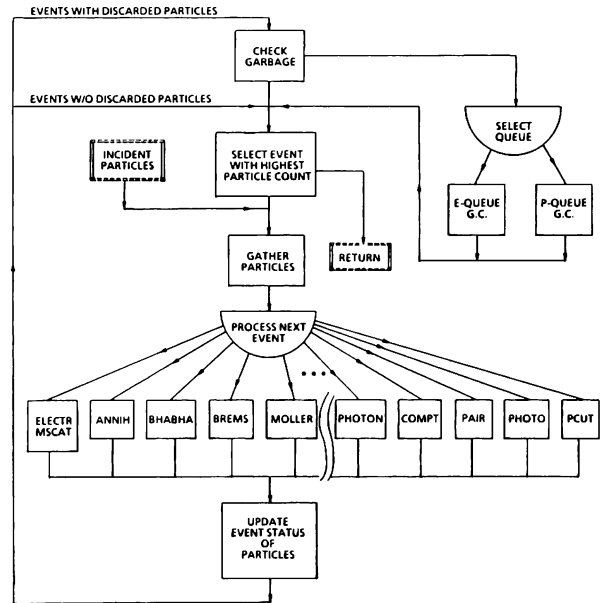 EVENTS WITH DISCARDED PARTICLES
CHECK
GARBAGE
EVENTS W/O DISCARDED PARTICLES
SELECT
QUEUE
INCIDENT
PARTICLES
SELECT EVENT
WITH HIGHEST
PARTICLE COUNT
E-QUEUE
G.C.
P-QUEUE
G.C.
GATHER
PARTICLES
RETURN
PROCESS NEXT
EVENT
ELECTR
MSCAT
ANNIH
BHABHA
BREMS
MOLLER
PHOTON
COMPT
PAIR
PHOTO
PCUT
UPDATE
EVENT STATUS
OF
PARTICLES